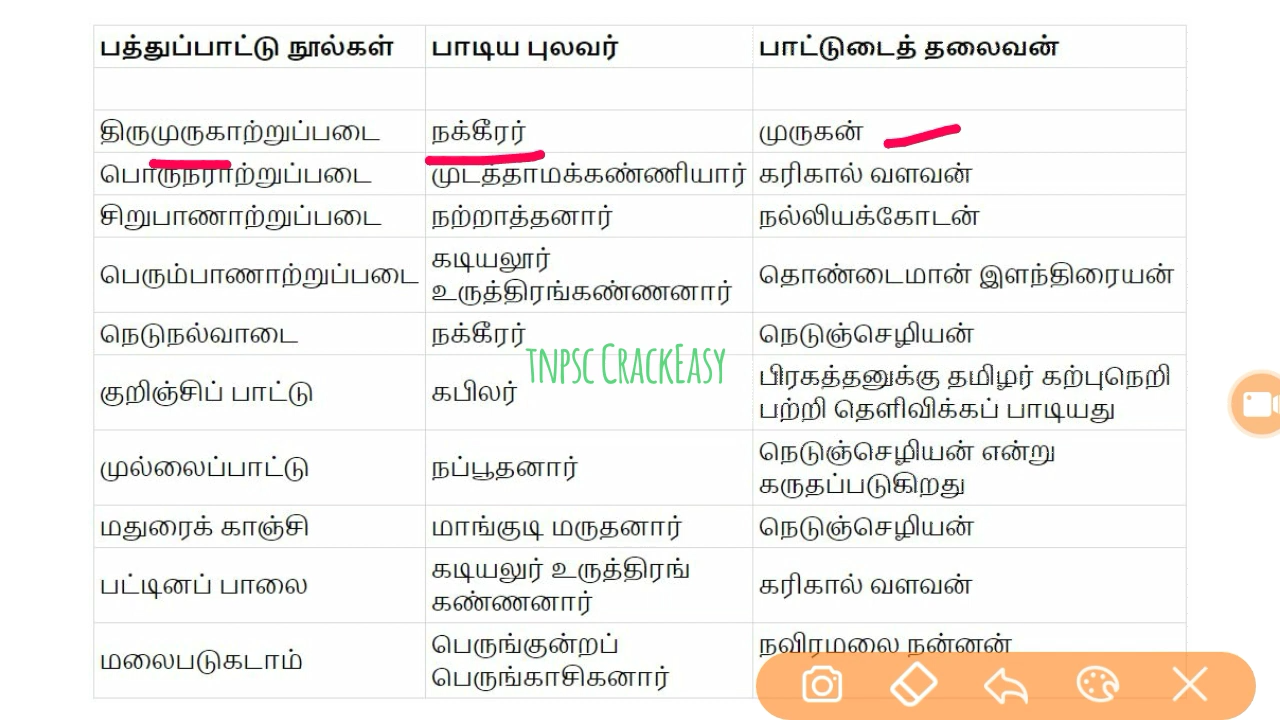 பத்துப்பாட்டு நூல்கள் பாடிய புலவர் பாட்டுடைத் தலைவன்
திருமுருகாற்றுப்படை நக்கீரர் முருகன்
பொருநராற்றுப்படை முடத்தாமக்கண்ணியார் கரிகால் வளவன்
சிறுபாணாற்றுப்படை நற்றாத்தனார் நல்லியக்கோடன்
பெரும்பாணாற்றுப்படை கடியலூர் உருத்திரங்கண்ணனார் தொண்டைமான் இளந்திரையன்
நெடுநல்வாடை நக்கீரர் நெடுஞ்செழியன்
TNPSC CRACKEASY
குறிஞ்சிப் பாட்டு கபிலர் பிரகத்தனுக்கு தமிழர் கற்புநெறி
பற்றி தெளிவிக்கப் பாடியது
முல்லைப்பாட்டு நப்பூதனார் நெடுஞ்செழியன் என்று
கருதப்படுகிறது
மதுரைக் காஞ்சி மாங்குடி மருதனார் நெடுஞ்செழியன்
பட்டினப் பாலை கடியலுர் உருத்திரங்
கண்ணனார் கரிகால் வளவன்
மலைபடுகடாம் பெருங்குன்றப்
பெருங்காசிகனார் நவிரமலை நன்னன்